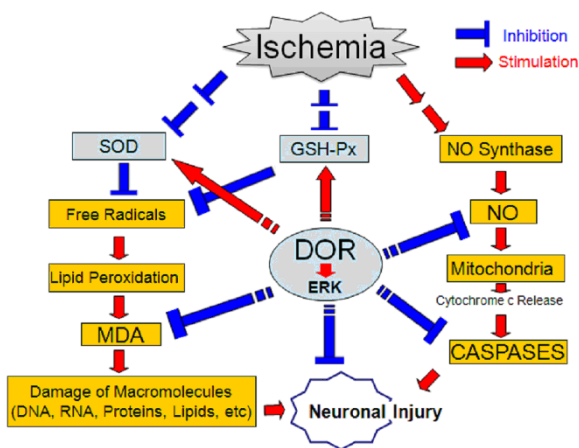 Ischemia
Inhibition
Stimulation
SOD
GSH-Px
NO Synthase
Free Radicals
NO
DOR
ERK
Lipid Peroxidation
Mitochondria
Cytochrome c Release
MDA
CASPASES
Damage of Macromolecules
(DNA, RNA, Proteins, Lipids, etc)
Neuronal Injury